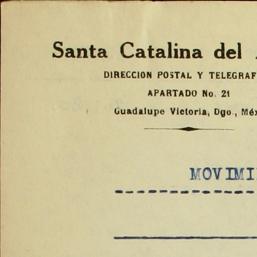 Santa Catalina del
DIRECCION POSTAL Y TELEGRAF
APARTADO No. 21
Guadalupe Victoria, Dgo., Méx
MOVIMI